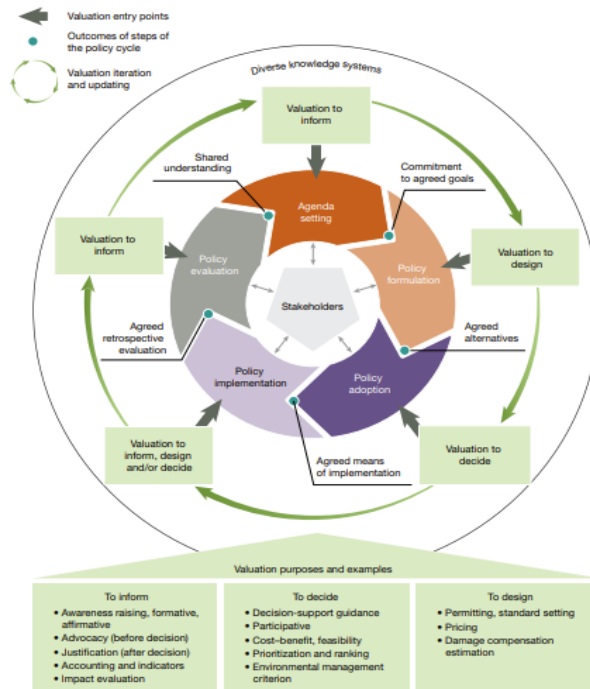 Valuation entry points
Outcomes of steps of
the policy cycle
Valuation iteration
and updating
Diverse knowledge systems
Valuation to
inform
Shared
understanding
Commitment
to agreed goals
Agenda
setting
Valuation to
inform
Policy
evaluation
Policy
formulation
Valuation to
design
Stakeholders
Agreed
retrospective
evaluation
Agreed
alternatives
Policy
implementation
Policy
adoption
Valuation to
inform, design
and/or decide
Agreed means
of implementation
Valuation to
decide
Valuation purposes and examples
To inform
• Awareness raising, formative,
affirmative
• Advocacy (before decision)
• Justification (after decision)
• Accounting and indicators
• Impact evaluation
To decide
• Decision-support guidance
• Participative
• Cost–benefit, feasibility
• Prioritization and ranking
• Environmental management
criterion
To design
• Permitting, standard setting
• Pricing
• Damage compensation
estimation